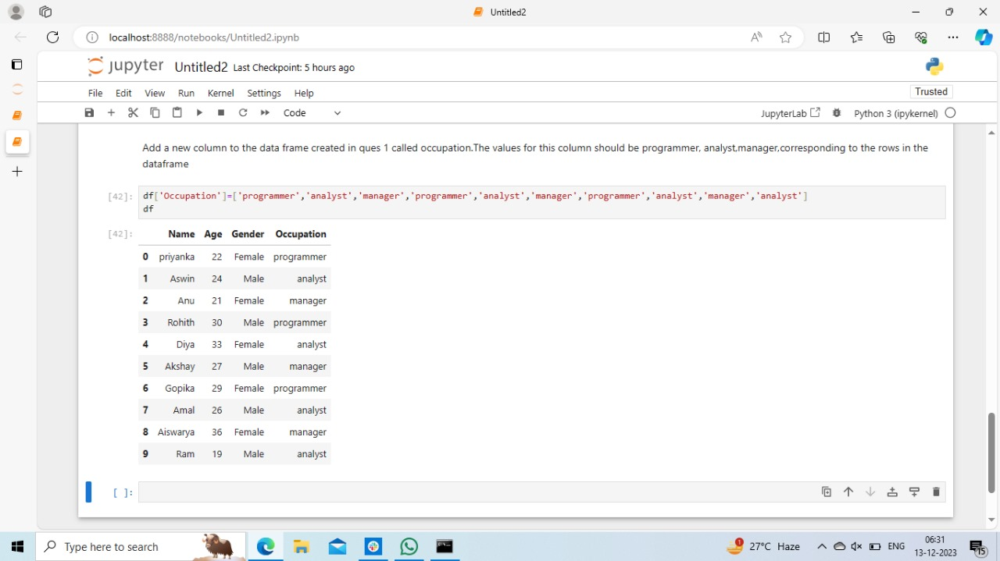 Untitled2
localhost:8888/notebooks/Untitled2.ipynb
jupyter Untitled2 Last Checkpoint: 5 hours ago
File Edit View Run Kernel Settings Help Trusted
Code JupyterLab Python 3 (ipykernel)
Add a new column to the data frame created in ques 1 called occupation.The values for this column should be programmer, analyst,manager,corresponding to the rows in the
dataframe
[42]: df['Occupation']=['programmer','analyst','manager','programmer','analyst','manager','programmer','analyst','manager','analyst']
df
[42]: Name Age Gender Occupation
0 priyanka 22 Female programmer
1 Aswin 24 Male analyst
2 Anu 21 Female manager
3 Rohith 30 Male programmer
4 Diya 33 Female analyst
5 Akshay 27 Male manager
6 Gopika 29 Female programmer
7 Amal 26 Male analyst
8 Aiswarya 36 Female manager
9 Ram 19 Male analyst
[ ]:
Type here to search 1 27°C Haze ENG 06:31
13-12-2023 15